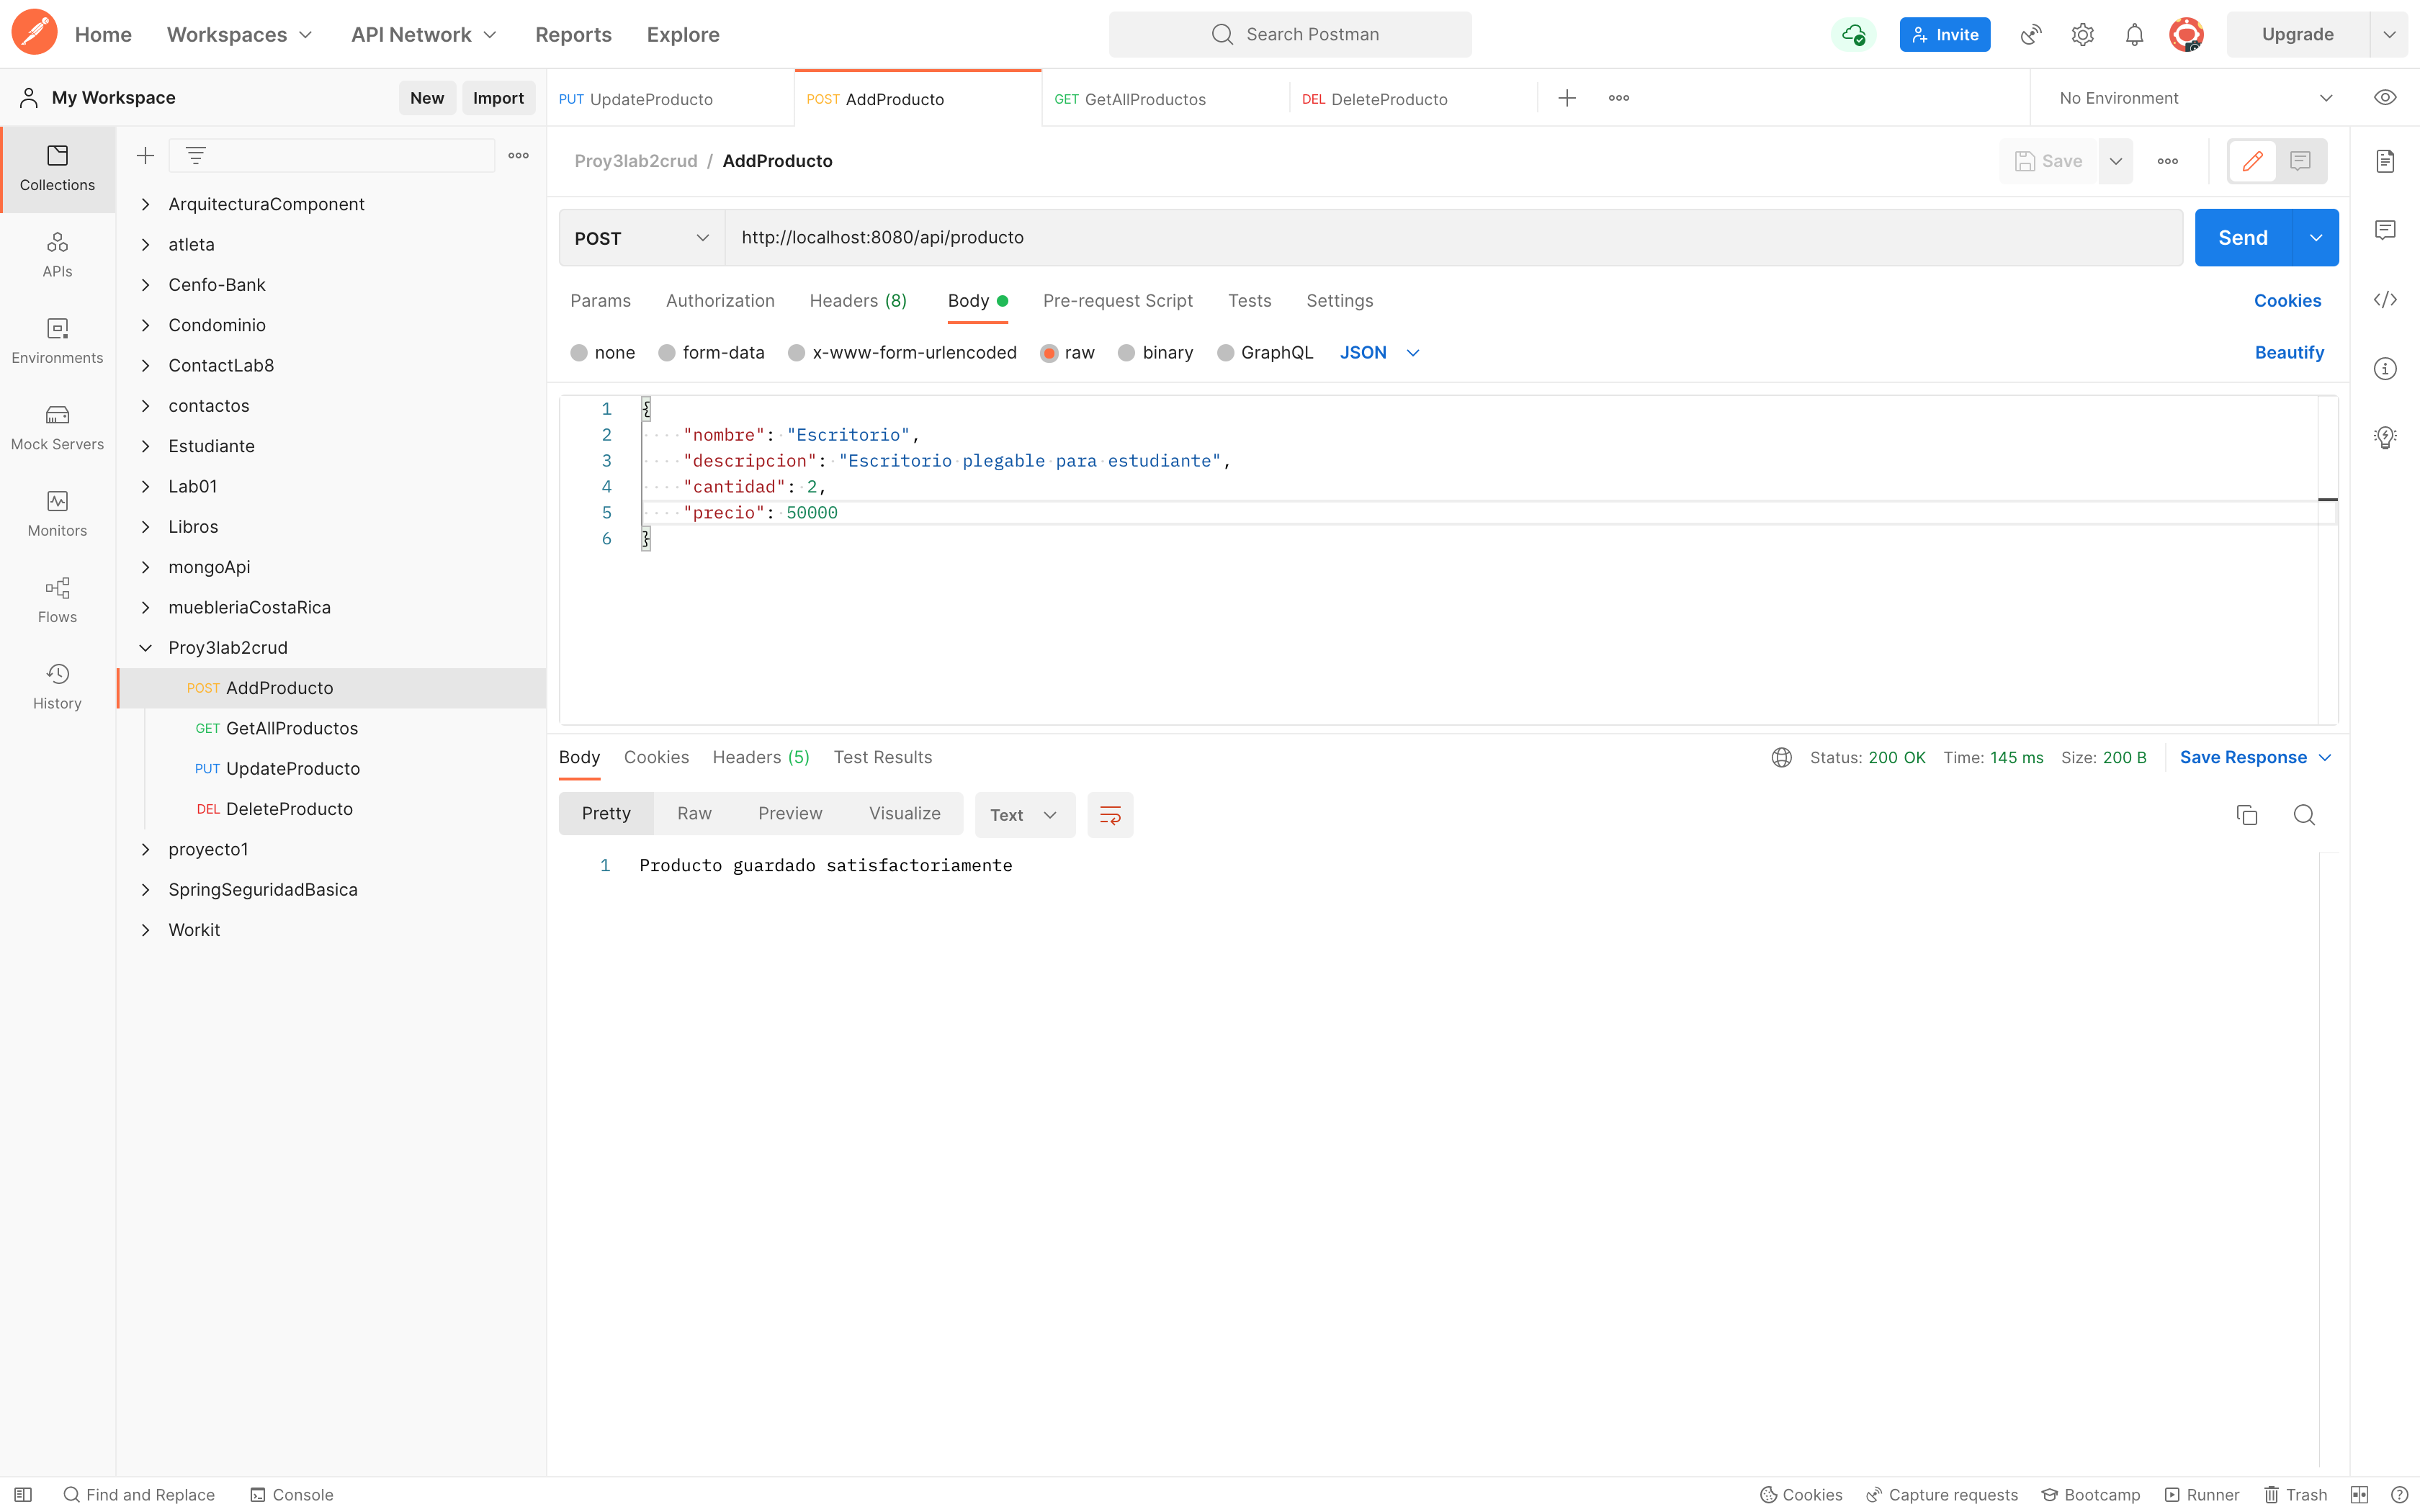 Home Workspaces API Network Reports Explore Search Postman Invite Upgrade
My Workspace New Import PUT UpdateProducto POST AddProducto GET GetAllProductos DEL DeleteProducto No Environment
Collections
APIs
Environments
Mock Servers
Monitors
Flows
History
ArquitecturaComponent
atleta
Cenfo-Bank
Condominio
ContactLab8
contactos
Estudiante
Lab01
Libros
mongoApi
muebleriaCostaRica
Proy3lab2crud
POST AddProducto
GET GetAllProductos
PUT UpdateProducto
DEL DeleteProducto
proyecto1
SpringSeguridadBasica
Workit
Proy3lab2crud / AddProducto Save
POST http://localhost:8080/api/producto Send
Params Authorization Headers (8) Body Pre-request Script Tests Settings Cookies
none form-data x-www-form-urlencoded raw binary GraphQL JSON Beautify
1 {
2 "nombre": "Escritorio",
3 "descripcion": "Escritorio plegable para estudiante",
4 "cantidad": 2,
5 "precio": 50000
6 }
Body Cookies Headers (5) Test Results Status: 200 OK Time: 145 ms Size: 200 B Save Response
Pretty Raw Preview Visualize Text
1 Producto guardado satisfactoriamente
Find and Replace Console Cookies Capture requests Bootcamp Runner Trash